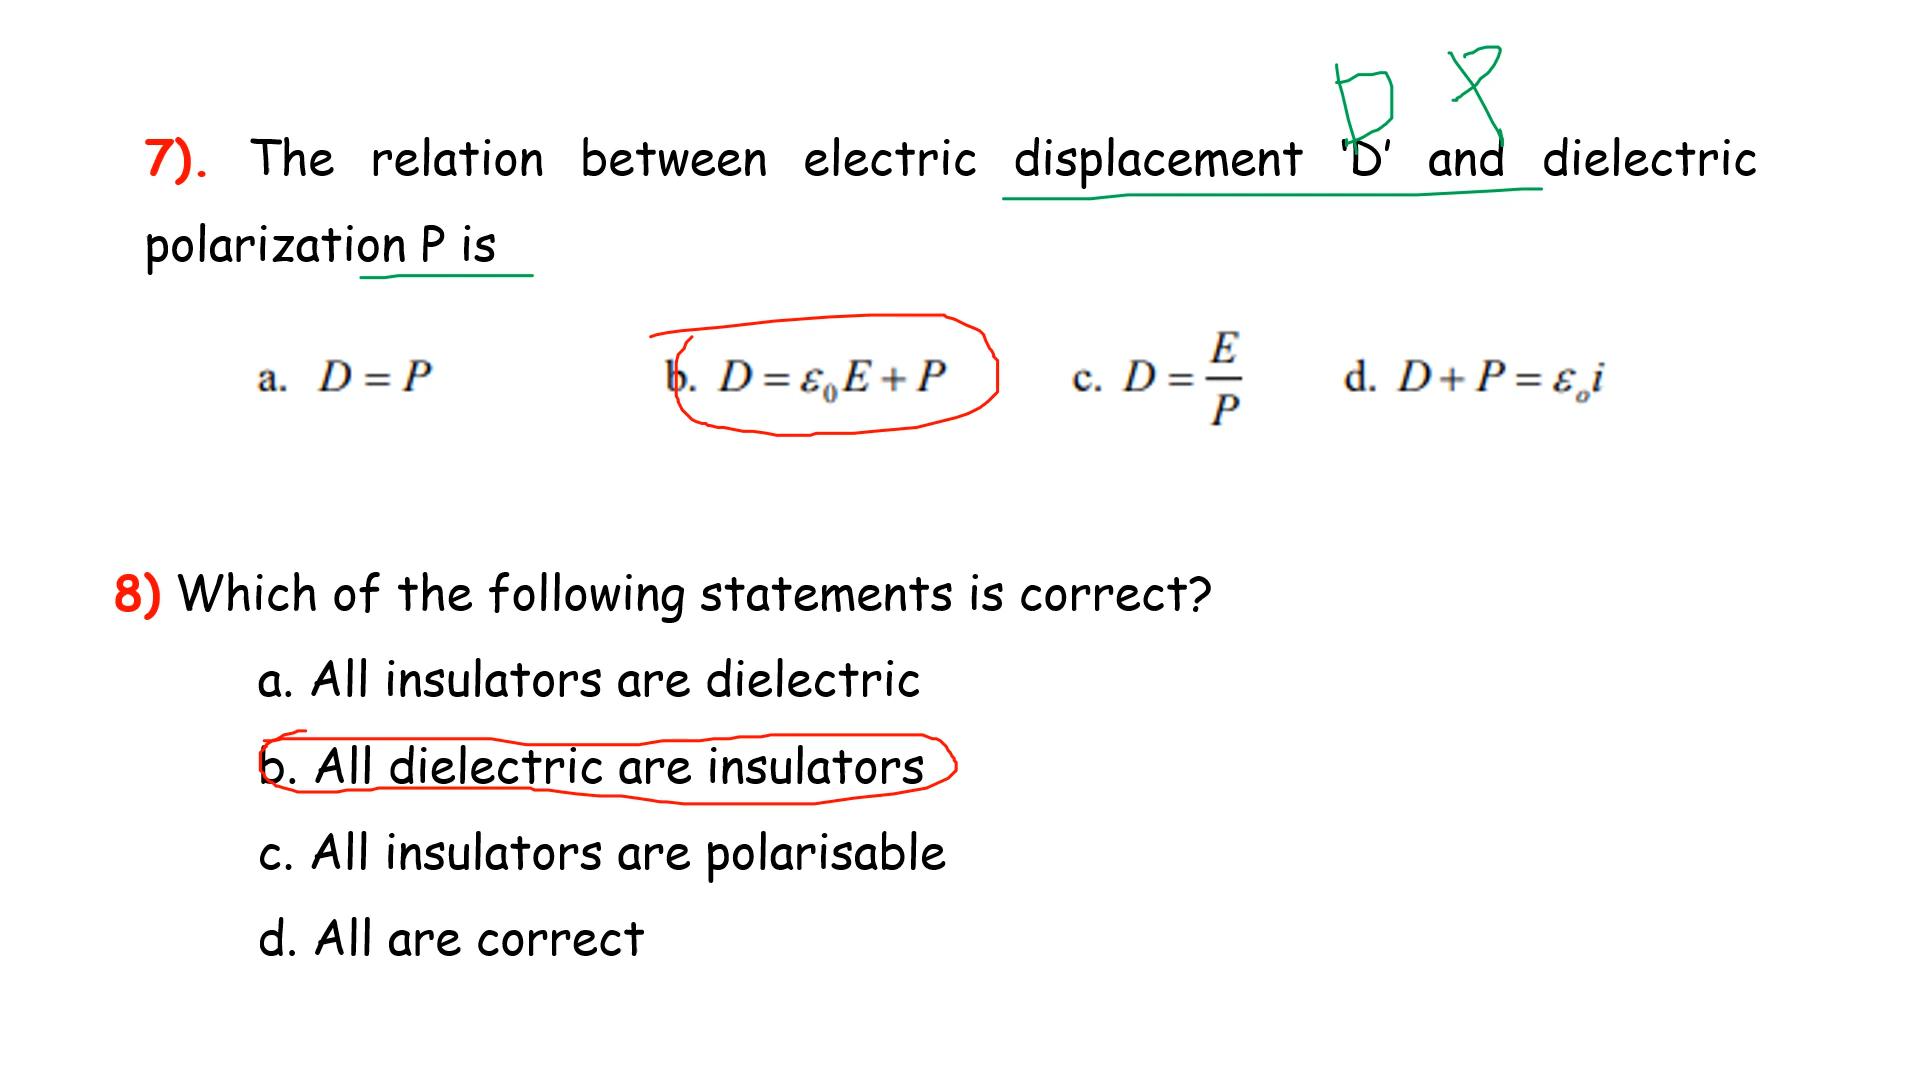 D P
7). The relation between electric displacement 'D' and dielectric
polarization P is
a. D = P b. D = ε₀E + P c. D = E/P d. D + P = εₒi
8) Which of the following statements is correct?
a. All insulators are dielectric
b. All dielectric are insulators
c. All insulators are polarisable
d. All are correct